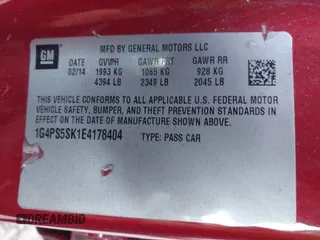 GM
MFD BY GENERAL MOTORS LLC
DATE GVWR GAWR FRT GAWR RR
02/14 1993 KG 1065 KG 928 KG
4394 LB 2349 LB 2045 LB
THIS VEHICLE CONFORMS TO ALL APPLICABLE U.S. FEDERAL MOTOR
VEHICLE SAFETY, BUMPER, AND THEFT PREVENTION STANDARDS IN
EFFECT ON THE DATE OF MANUFACTURE SHOWN ABOVE.
1G4PS5SK1E4178404 TYPE: PASS CAR
DREAMBID